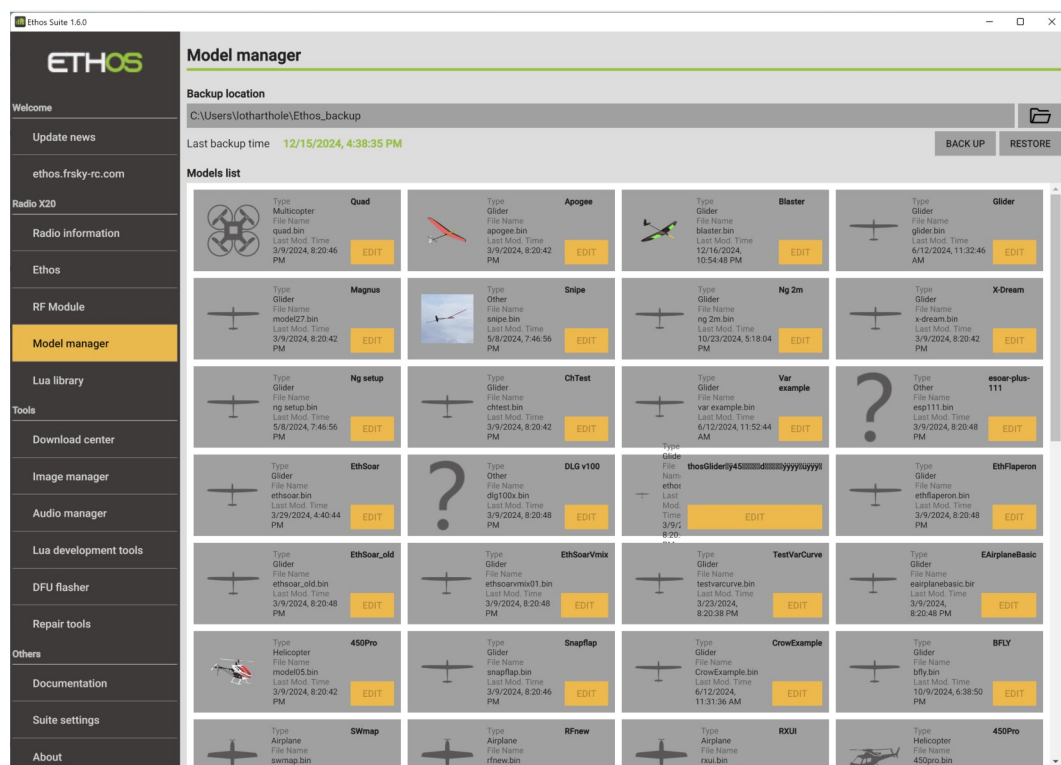 Ethos Suite 1.6.0
ETHOS
Welcome
Update news
ethos.frsky-rc.com
Radio X20
Radio information
Ethos
RF Module
Model manager
Lua library
Tools
Download center
Image manager
Audio manager
Lua development tools
DFU flasher
Repair tools
Others
Documentation
Suite settings
About
Model manager
Backup location
C:\Users\lotharthole\Ethos_backup
Last backup time 12/15/2024, 4:38:35 PM
BACK UP RESTORE
Models list
Type Quad
Multicopter
File Name
quad.bin
Last Mod. Time
3/9/2024, 8:20:46
PM
EDIT
Type Apogee
Glider
File Name
apogee.bin
Last Mod. Time
3/9/2024, 8:20:42
PM
EDIT
Type Blaster
Glider
File Name
blaster.bin
Last Mod. Time
12/16/2024,
10:54:48 PM
EDIT
Type Glider
Glider
File Name
glider.bin
Last Mod. Time
6/12/2024, 11:32:46
AM
EDIT
Type Magnus
Glider
File Name
model27.bin
Last Mod. Time
3/9/2024, 8:20:42
PM
EDIT
Type Snipe
Other
File Name
snipe.bin
Last Mod. Time
5/8/2024, 7:46:56
PM
EDIT
Type Ng 2m
Glider
File Name
ng 2m.bin
Last Mod. Time
10/23/2024, 5:18:04
PM
EDIT
Type X-Dream
Glider
File Name
x-dream.bin
Last Mod. Time
3/9/2024, 8:20:42
PM
EDIT
Type Ng setup
Glider
File Name
ng setup.bin
Last Mod. Time
5/8/2024, 7:46:56
PM
EDIT
Type ChTest
Glider
File Name
chtest.bin
Last Mod. Time
3/9/2024, 8:20:42
PM
EDIT
Type Var
Glider example
File Name
var example.bin
Last Mod. Time
6/12/2024, 11:52:44
AM
EDIT
Type esoar-plus-
Other 111
File Name
esp111.bin
Last Mod. Time
3/9/2024, 8:20:48
PM
EDIT
Type EthSoar
Glider
File Name
ethsoar.bin
Last Mod. Time
3/29/2024, 4:40:44
PM
EDIT
Type DLG v100
Other
File Name
dlg100x.bin
Last Mod. Time
3/9/2024, 8:20:48
PM
EDIT
Type
Glide
File
Nam
ethos
Last
Mod.
Time
3/9/2
8:20:
EDIT
Type EthFlaperon
Glider
File Name
ethflaperon.bin
Last Mod. Time
3/9/2024, 8:20:48
PM
EDIT
Type EthSoar_old
Glider
File Name
ethsoar_old.bin
Last Mod. Time
3/9/2024, 8:20:48
PM
EDIT
Type EthSoarVmix
Glider
File Name
ethsoarvmix01.bin
Last Mod. Time
3/9/2024, 8:20:48
PM
EDIT
Type TestVarCurve
Glider
File Name
testvarcurve.bin
Last Mod. Time
3/23/2024,
8:20:38 PM
EDIT
Type EAirplaneBasic
Glider
File Name
eairplanebasic.bir
Last Mod. Time
3/9/2024,
8:20:48 PM
EDIT
Type 450Pro
Helicopter
File Name
model05.bin
Last Mod. Time
3/9/2024, 8:20:42
PM
EDIT
Type Snapflap
Glider
File Name
snapflap.bin
Last Mod. Time
3/9/2024, 8:20:46
PM
EDIT
Type CrowExample
Glider
File Name
CrowExample.bin
Last Mod. Time
6/12/2024,
11:31:36 AM
EDIT
Type BFLY
Glider
File Name
bfly.bin
Last Mod. Time
10/9/2024, 6:38:50
PM
EDIT
Type SWmap
Airplane
File Name
swmap.bin
Type RFnew
Airplane
File Name
rfnew.bin
Type RXUI
Airplane
File Name
rxui.bin
Type 450Pro
Helicopter
File Name
450pro.bin